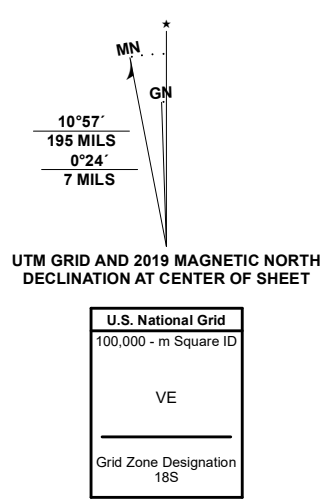 ★
MN
GN
10°57´
195 MILS
0°24´
7 MILS
UTM GRID AND 2019 MAGNETIC NORTH
DECLINATION AT CENTER OF SHEET
U.S. National Grid
100,000 - m Square ID
VE
Grid Zone Designation
18S